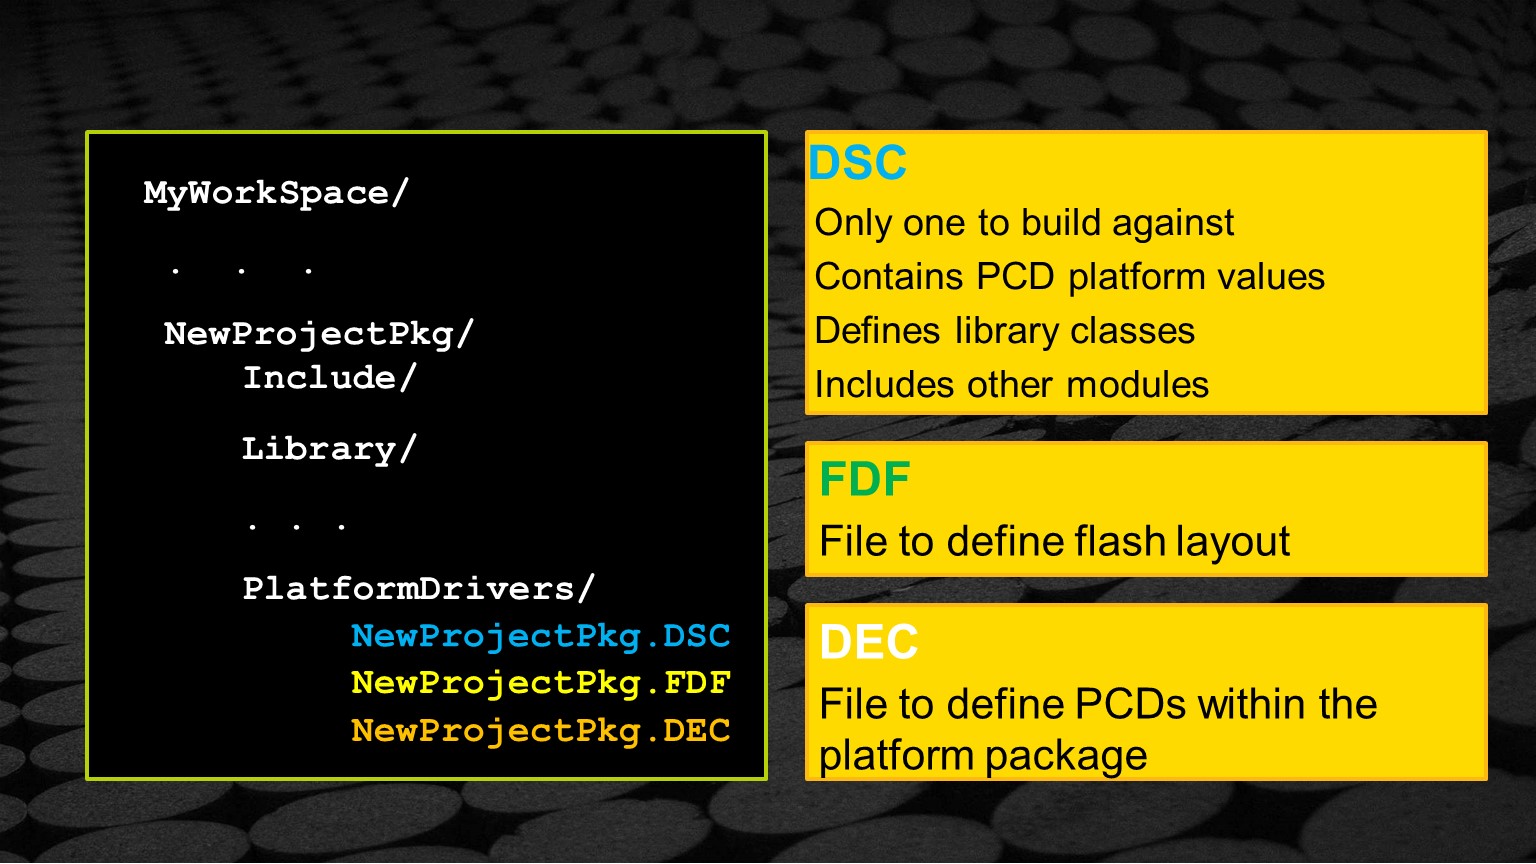 MyWorkSpace/
. . .
NewProjectPkg/
Include/
Library/
. . .
PlatformDrivers/
NewProjectPkg.DSC
NewProjectPkg.FDF
NewProjectPkg.DEC
DSC
Only one to build against
Contains PCD platform values
Defines library classes
Includes other modules
FDF
File to define flash layout
DEC
File to define PCDs within the
platform package